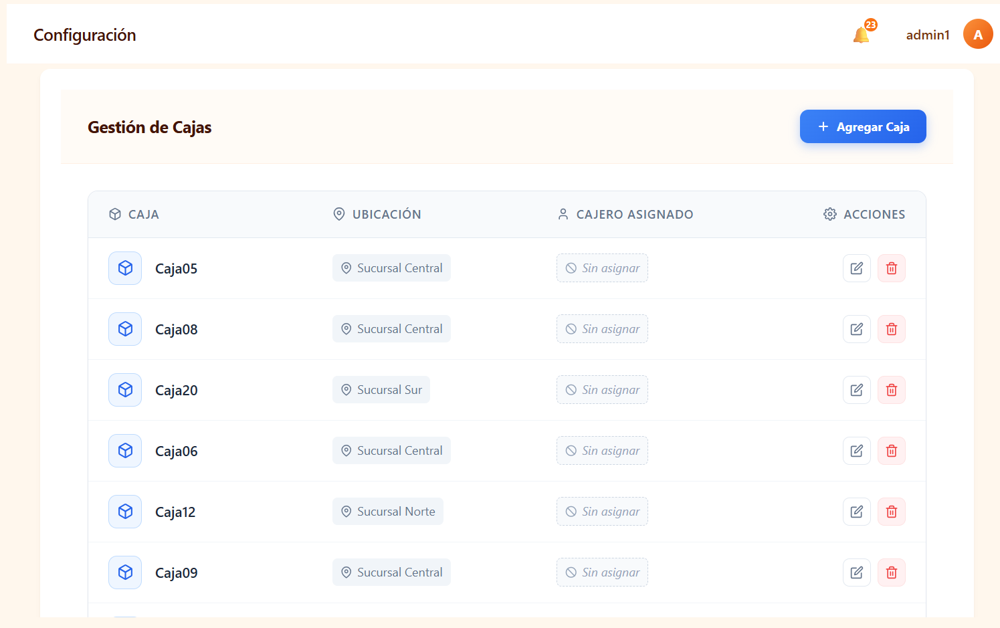 Configuración
23
admin1
A
Gestión de Cajas
+ Agregar Caja
CAJA UBICACIÓN CAJERO ASIGNADO ACCIONES
Caja05 Sucursal Central Sin asignar
Caja08 Sucursal Central Sin asignar
Caja20 Sucursal Sur Sin asignar
Caja06 Sucursal Central Sin asignar
Caja12 Sucursal Norte Sin asignar
Caja09 Sucursal Central Sin asignar